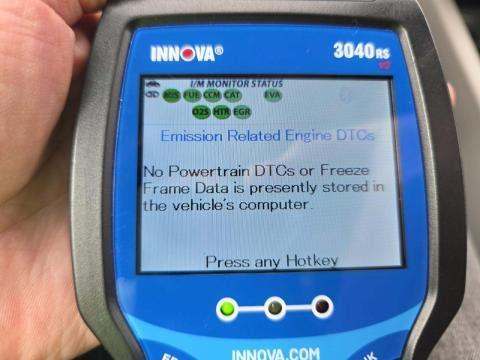 INNOVA®
3040RS
I/M MONITOR STATUS
MIS FUE CCM CAT EVA
O2S HTR EGR
Emission Related Engine DTCs
No Powertrain DTCs or Freeze
Frame Data is presently stored in
the vehicle's computer.
Press any Hotkey
INNOVA.COM